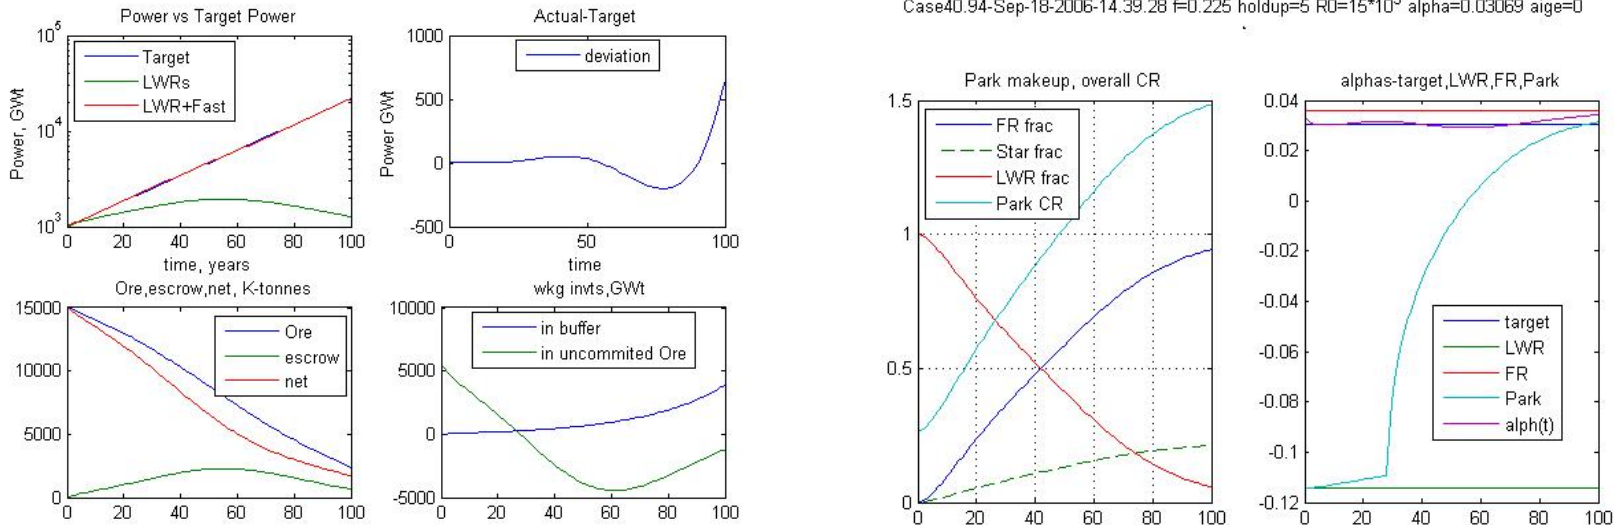 Case40.94-Sep-18-2006-14.39.28 f=0.225 holdup=5 R0=15*10⁹ alpha=0.03069 aige=0
Power vs Target Power
10⁵
10⁴
10³
Power, GWt
Target
LWRs
LWR+Fast
0 20 40 60 80 100
time, years
Actual-Target
1000
500
0
-500
Power GWt
deviation
0 50 100
time
Ore,escrow,net, K-tonnes
15000
10000
5000
0
Ore
escrow
net
0 20 40 60 80 100
wkg invts,GWt
10000
5000
0
-5000
in buffer
in uncommited Ore
0 20 40 60 80 100
Park makeup, overall CR
1.5
1
0.5
0
FR frac
Star frac
LWR frac
Park CR
0 20 40 60 80 100
alphas-target,LWR,FR,Park
0.04
0.02
0
-0.02
-0.04
-0.06
-0.08
-0.1
-0.12
target
LWR
FR
Park
alph(t)
0 20 40 60 80 100